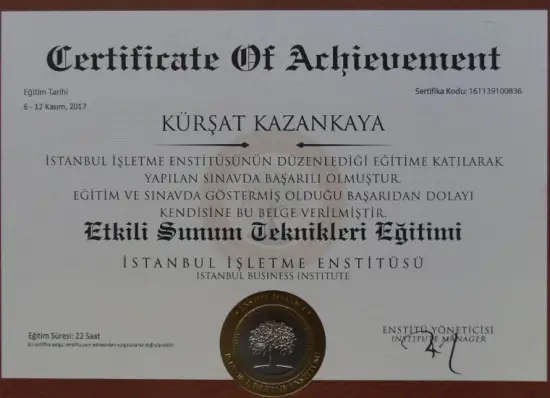 Certificate Of Achievement
Eğitim Tarihi
6 - 12 Kasım, 2017
Sertifika Kodu: 161139100836
KÜRŞAT KAZANKAYA
İSTANBUL İŞLETME ENSTİTÜSÜNÜN DÜZENLEDİĞİ EĞİTİME KATILARAK
YAPILAN SINAVDA BAŞARILI OLMUŞTUR.
EĞİTİM VE SINAVDA GÖSTERMİŞ OLDUĞU BAŞARIDAN DOLAYI
KENDİSİNE BU BELGE VERİLMİŞTİR.
Etkili Sunum Teknikleri Eğitimi
İSTANBUL İŞLETME ENSTİTÜSÜ
ISTANBUL BUSINESS INSTITUTE
Eğitim Süresi: 22 Saat
ENSTİTÜ YÖNETİCİSİ
INSTITUTE MANAGER